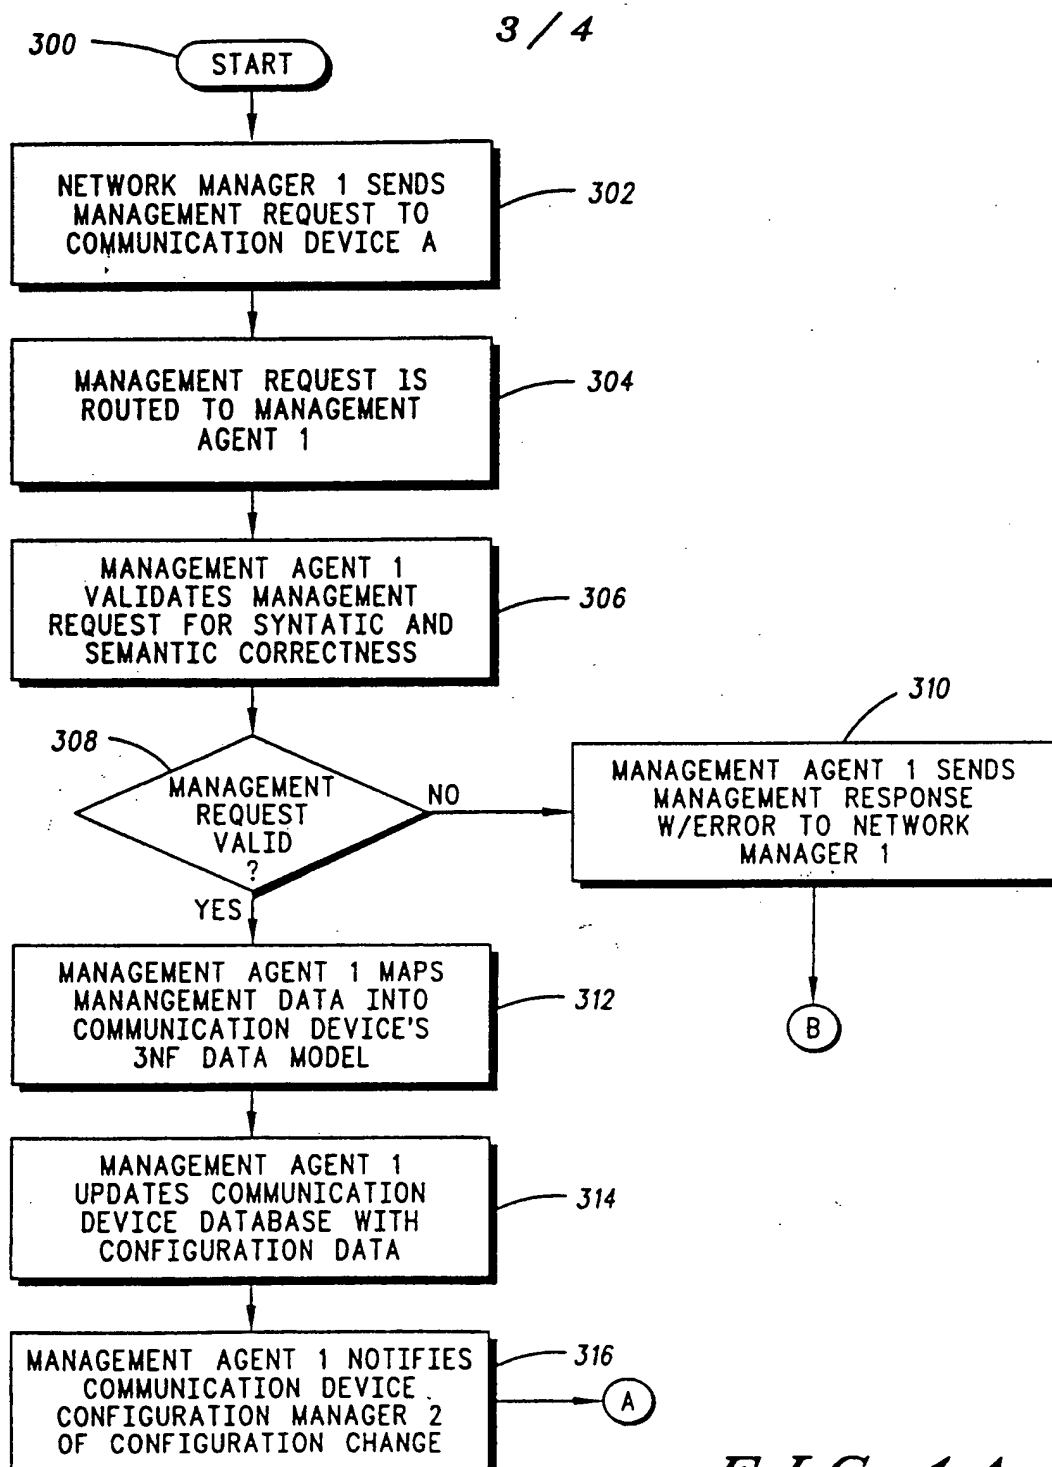 3/4
300
START
NETWORK MANAGER 1 SENDS
MANAGEMENT REQUEST TO
COMMUNICATION DEVICE A
302
MANAGEMENT REQUEST IS
ROUTED TO MANAGEMENT
AGENT 1
304
MANAGEMENT AGENT 1
VALIDATES MANAGEMENT
REQUEST FOR SYNTATIC AND
SEMANTIC CORRECTNESS
306
308
MANAGEMENT
REQUEST
VALID
?
NO
YES
310
MANAGEMENT AGENT 1 SENDS
MANAGEMENT RESPONSE
W/ERROR TO NETWORK
MANAGER 1
B
MANAGEMENT AGENT 1 MAPS
MANANGEMENT DATA INTO
COMMUNICATION DEVICE'S
3NF DATA MODEL
312
MANAGEMENT AGENT 1
UPDATES COMMUNICATION
DEVICE DATABASE WITH
CONFIGURATION DATA
314
MANAGEMENT AGENT 1 NOTIFIES
COMMUNICATION DEVICE
CONFIGURATION MANAGER 2
OF CONFIGURATION CHANGE
316
A